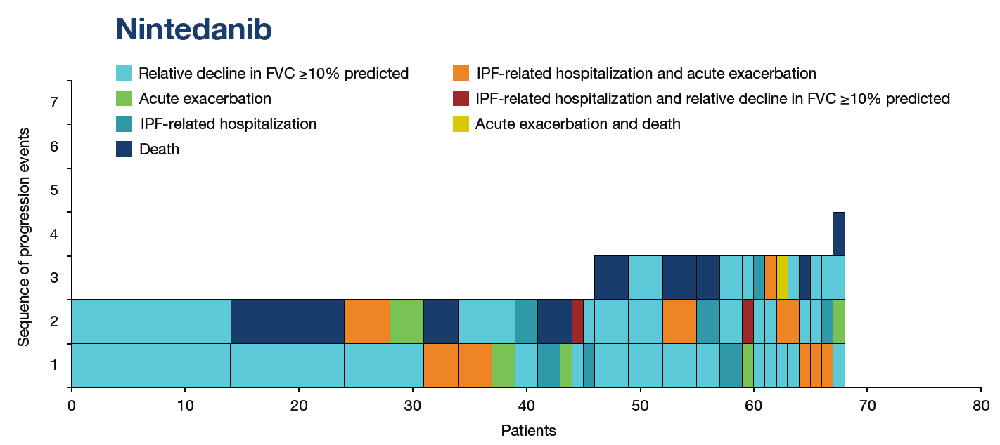 Nintedanib
Relative decline in FVC ≥10% predicted
Acute exacerbation
IPF-related hospitalization
Death
IPF-related hospitalization and acute exacerbation
IPF-related hospitalization and relative decline in FVC ≥10% predicted
Acute exacerbation and death
Sequence of progression events
7
6
5
4
3
2
1
0 10 20 30 40 50 60 70 80
Patients